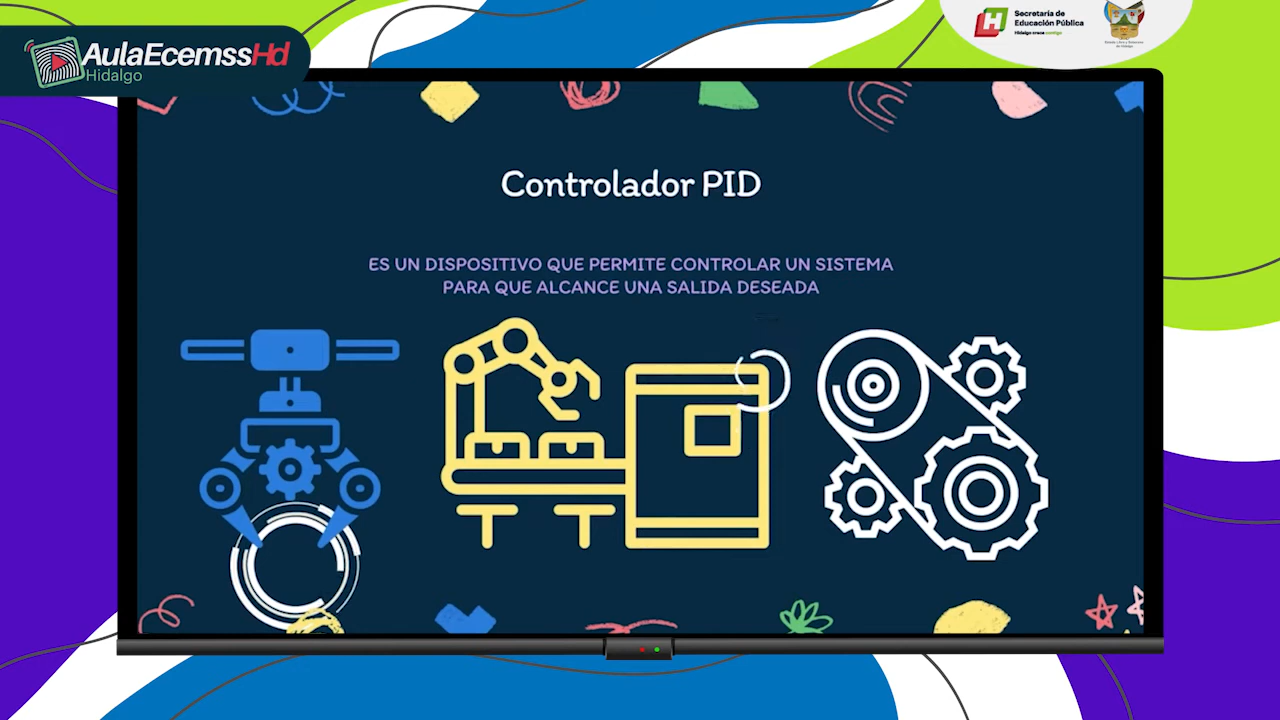 AulaEcemssHd
Hidalgo
Secretaría de
Educación Pública
Hidalgo crece contigo
Controlador PID
ES UN DISPOSITIVO QUE PERMITE CONTROLAR UN SISTEMA
PARA QUE ALCANCE UNA SALIDA DESEADA